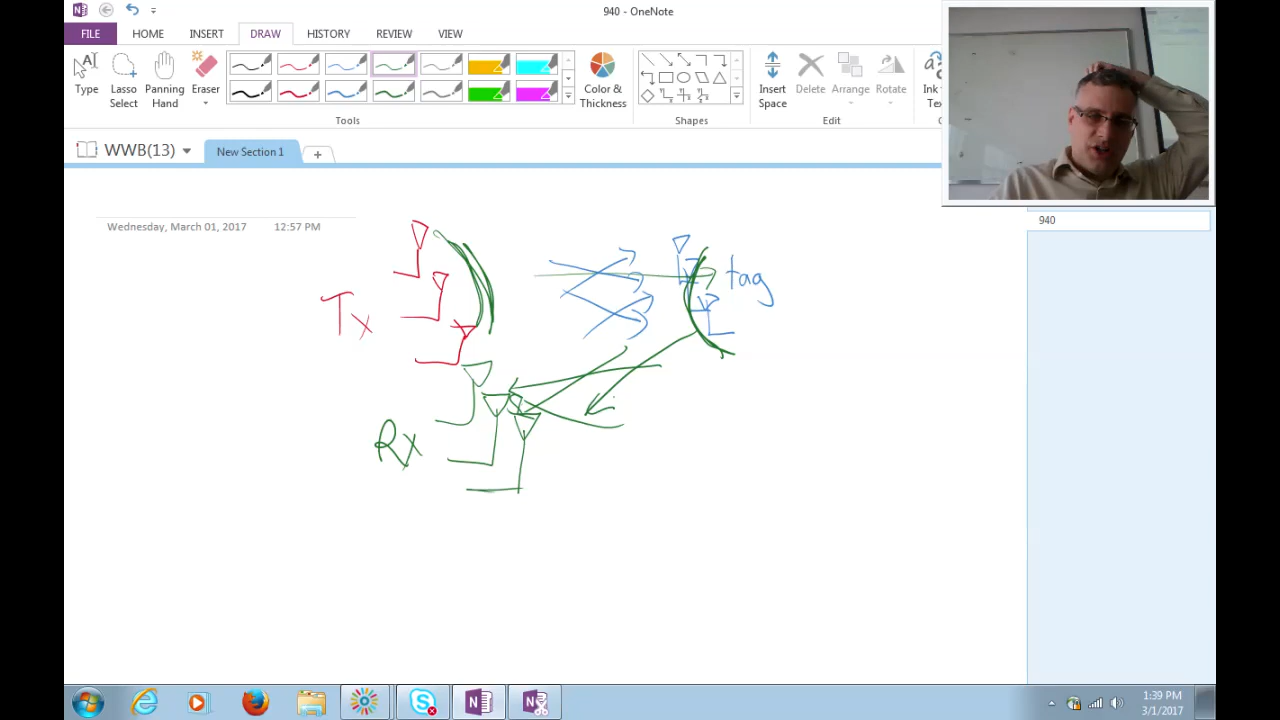 940 - OneNote
FILE HOME INSERT DRAW HISTORY REVIEW VIEW
Type
Lasso Select
Panning Hand
Eraser
Color & Thickness
Insert Space
Delete
Arrange
Rotate
Ink to
Tools
Shapes
Edit
WWB(13)
New Section 1
940
Wednesday, March 01, 2017 12:57 PM
tag
Tx
Rx
1:39 PM
3/1/2017